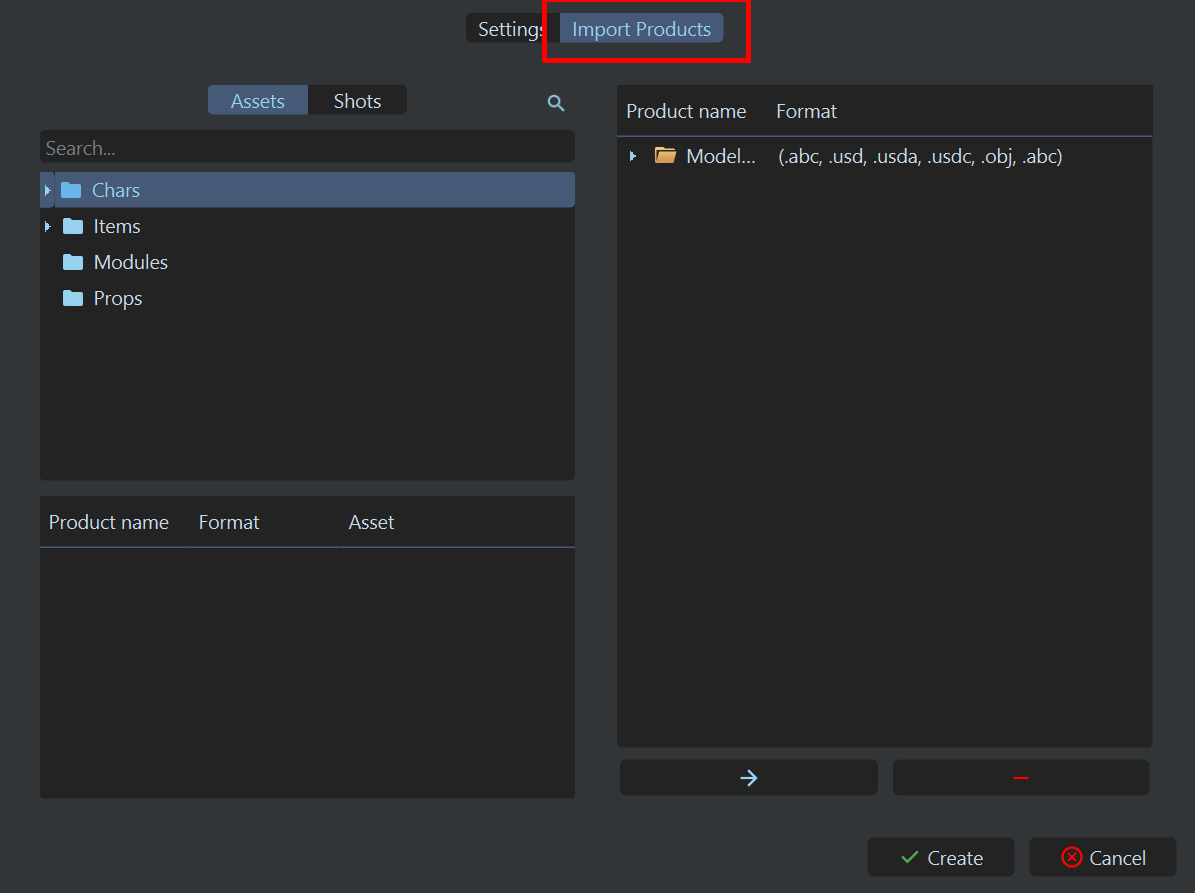 Settings Import Products
Assets Shots
Search...
Chars
Items
Modules
Props
Product name Format Asset
Product name Format
Model... (.abc, .usd, .usda, .usdc, .obj, .abc)
Create Cancel